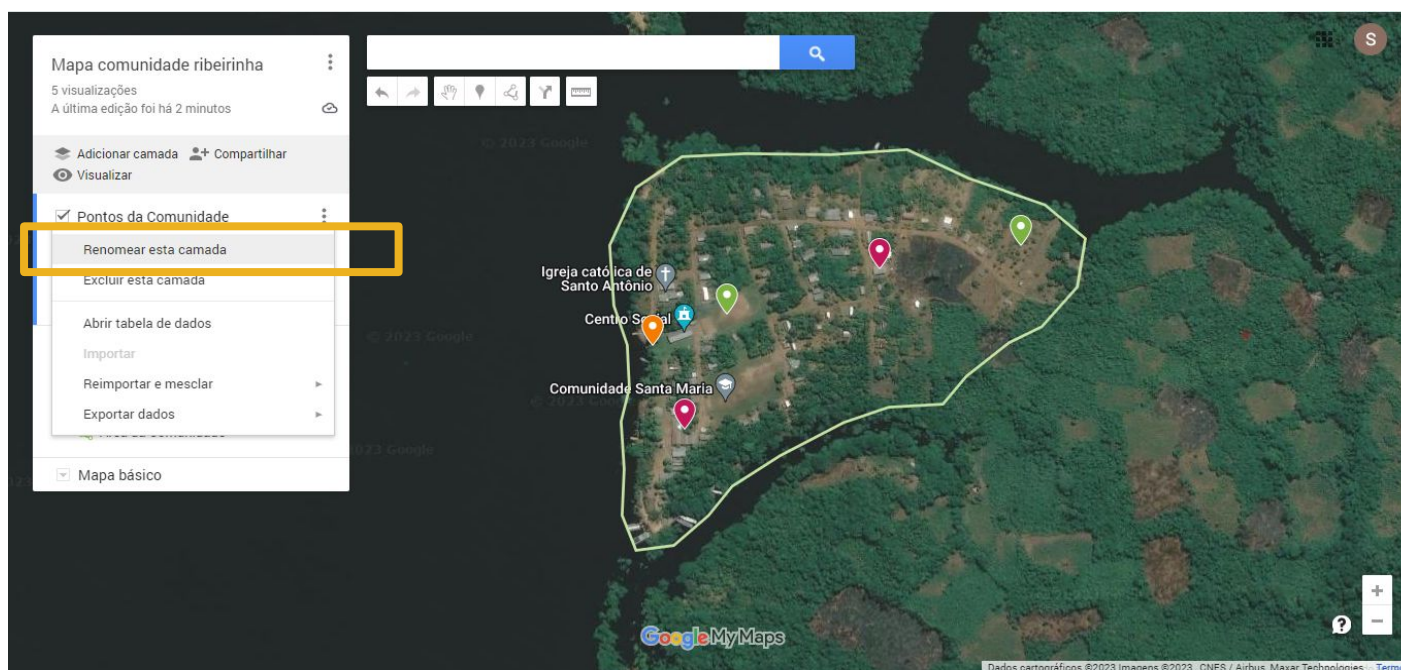 Mapa comunidade ribeirinha
5 visualizações
A última edição foi há 2 minutos
Adicionar camada
Compartilhar
Visualizar
Pontos da Comunidade
Renomear esta camada
Excluir esta camada
Abrir tabela de dados
Importar
Reimportar e mesclar
Exportar dados
Mapa básico
S
© 2023 Google
Igreja católica de
Santo Antônio
Centro
© 2023 Google
Comunidade Santa Maria
Google My Maps
Dados cartográficos ©2023 Imagens ©2023 , CNES / Airbus, Maxar Technologies